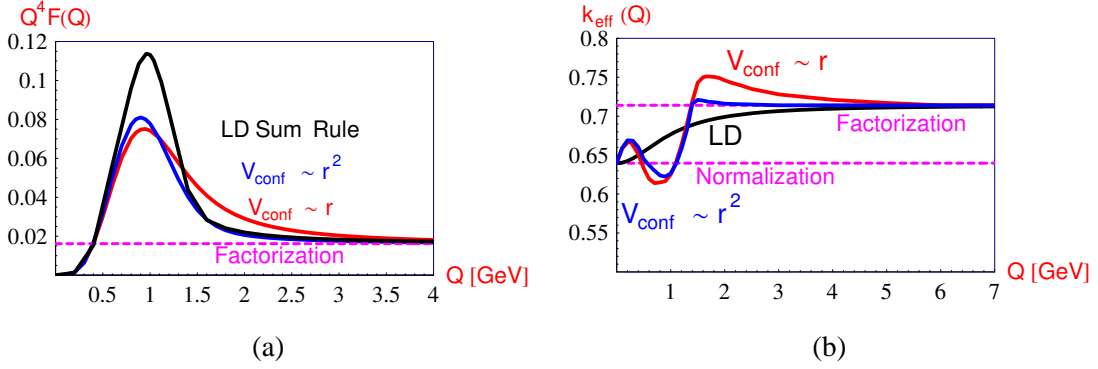 Q⁴F(Q)
0.12
0.1
0.08
0.06
0.04
0.02
LD Sum Rule
V_conf ~ r²
V_conf ~ r
Factorization
0.5 1 1.5 2 2.5 3 3.5 4
Q [GeV]
(a)
k_eff (Q)
0.8
0.75
0.7
0.65
0.6
0.55
V_conf ~ r
Factorization
LD
Normalization
V_conf ~ r²
1 2 3 4 5 6 7
Q [GeV]
(b)